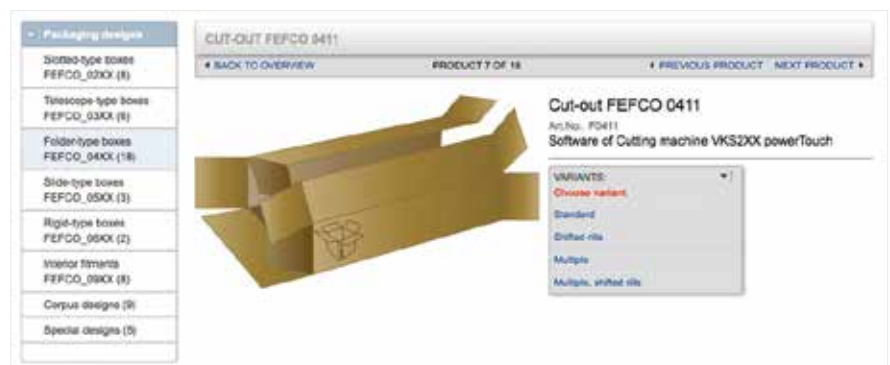 Packaging designs
Slotted-type boxes
FEFCO_02XX (8)
Telescope-type boxes
FEFCO_03XX (6)
Folder-type boxes
FEFCO_04XX (18)
Slide-type boxes
FEFCO_05XX (3)
Rigid-type boxes
FEFCO_06XX (2)
Interior fitments
FEFCO_09XX (8)
Corpus designs (9)
Special designs (5)
CUT-OUT FEFCO 0411
BACK TO OVERVIEW
PRODUCT 7 OF 18
PREVIOUS PRODUCT NEXT PRODUCT
Cut-out FEFCO 0411
Art.No. F0411
Software of Cutting machine VKS2XX powerTouch
VARIANTS:
Choose variant
Standard
Shifted rills
Multiple
Multiple, shifted rills